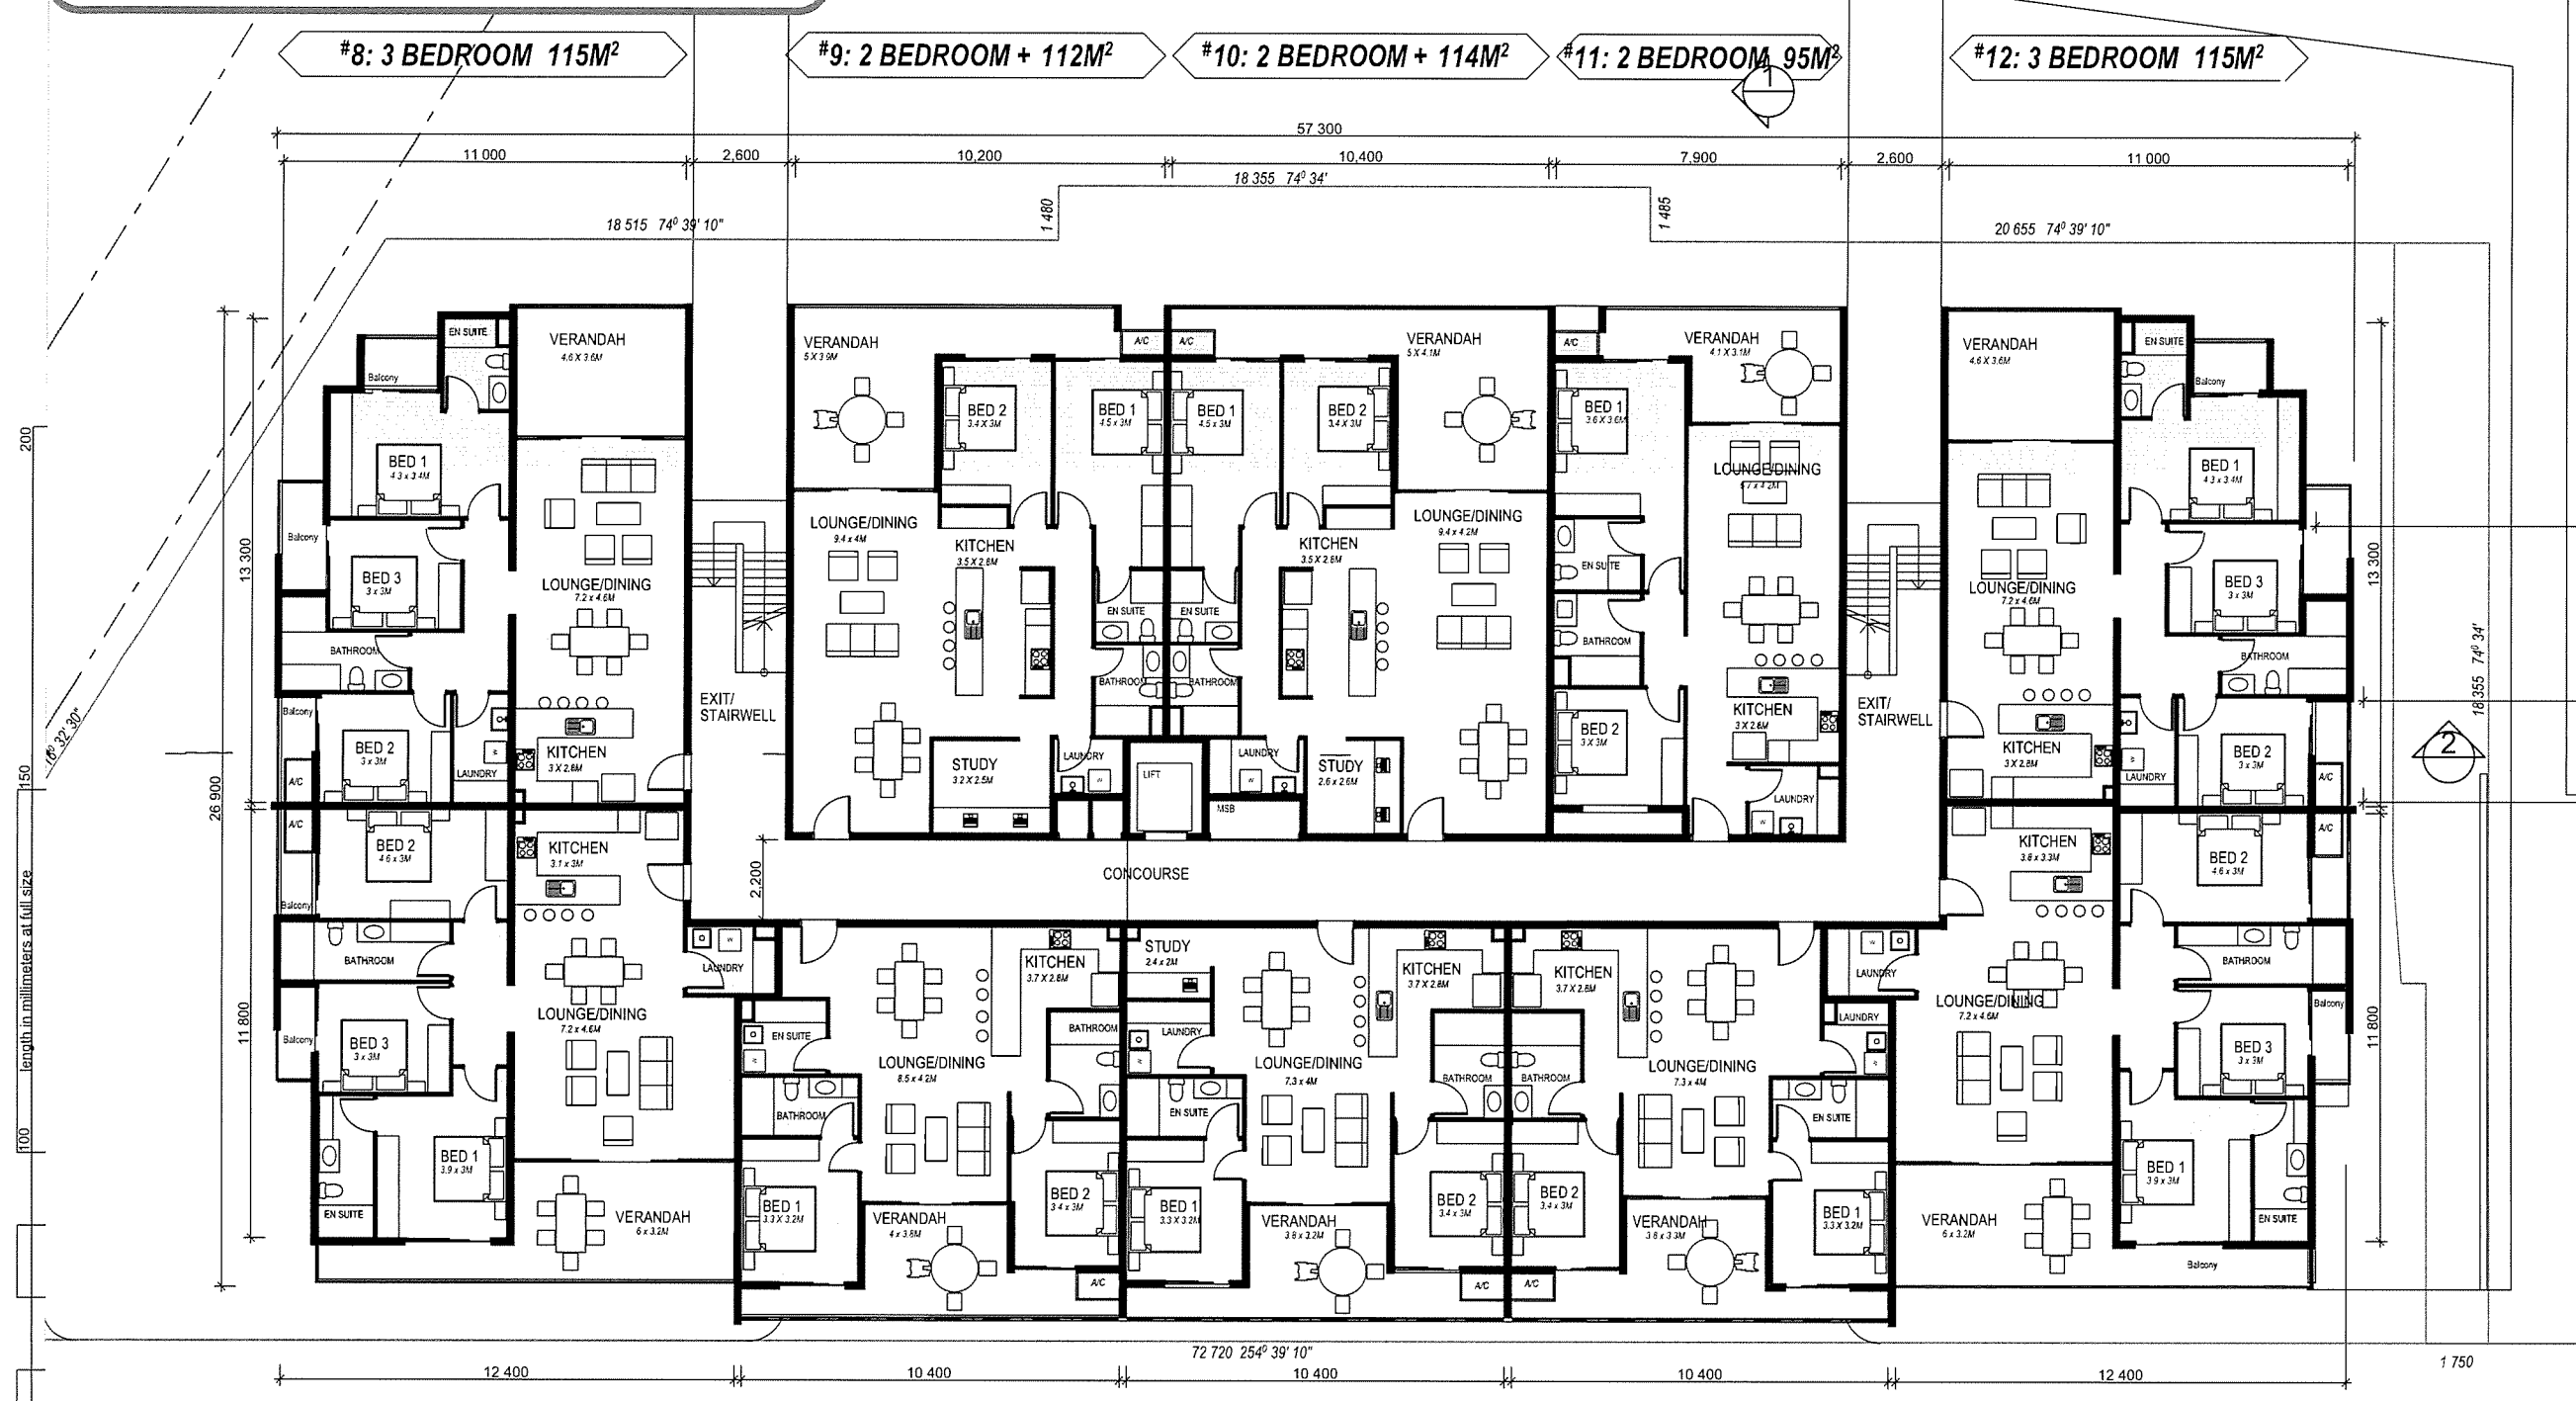 #8: 3 BEDROOM 115M²
#9: 2 BEDROOM + 112M²
#10: 2 BEDROOM + 114M²
#11: 2 BEDROOM 95M²
#12: 3 BEDROOM 115M²
1
57 300
11 000
2,600
10,200
10,400
7,900
2,600
11 000
18 355 74⁰ 34'
1 480
1 485
18 515 74⁰ 39' 10"
20 655 74⁰ 39' 10"
EN SUITE
VERANDAH
4.6 X 3.6M
Balcony
BED 1
4.3 x 3.4M
Balcony
BED 3
3 x 3M
LOUNGE/DINING
7.2 x 4.6M
BATHROOM
Balcony
BED 2
3 x 3M
A/C
LAUNDRY
KITCHEN
3 X 2.8M
EXIT/
STAIRWELL
VERANDAH
5 X 3.9M
A/C
BED 2
3.4 X 3M
BED 1
4.5 x 3M
LOUNGE/DINING
9.4 x 4M
KITCHEN
3.5 X 2.6M
EN SUITE
BATHROOM
STUDY
3.2 X 2.5M
LAUNDRY
W
LIFT
A/C
BED 1
4.5 x 3M
BED 2
3.4 X 3M
VERANDAH
5 X 4.1M
LOUNGE/DINING
9.4 x 4.2M
KITCHEN
3.5 X 2.6M
EN SUITE
BATHROOM
LAUNDRY
W
MSB
STUDY
2.6 x 2.6M
A/C
VERANDAH
4.1 X 3.1M
BED 1
3.6 X 3.6M
LOUNGE/DINING
EN SUITE
BATHROOM
BED 2
3 X 3M
KITCHEN
3 X 2.6M
LAUNDRY
W
EXIT/
STAIRWELL
VERANDAH
4.6 X 3.6M
EN SUITE
Balcony
BED 1
4.3 x 3.4M
BED 3
3 x 3M
LOUNGE/DINING
7.2 x 4.6M
BATHROOM
KITCHEN
3 X 2.8M
LAUNDRY
BED 2
3 x 3M
A/C
13 300
26 900
11 800
13 300
11 800
18 355 74⁰ 34'
2
200
150
100
length in millimeters at full size
2,200
CONCOURSE
A/C
BED 2
4.6 x 3M
Balcony
KITCHEN
3.1 x 3M
BATHROOM
LAUNDRY
W
Balcony
BED 3
3 x 3M
LOUNGE/DINING
7.2 x 4.6M
BED 1
3.9 x 3M
EN SUITE
VERANDAH
6 x 3.2M
KITCHEN
3.7 X 2.8M
EN SUITE
BATHROOM
LOUNGE/DINING
8.5 x 4.2M
BATHROOM
BED 1
3.3 X 3.2M
BED 2
3.4 x 3M
VERANDAH
4 x 3.8M
A/C
STUDY
2.4 x 2M
LAUNDRY
KITCHEN
3.7 X 2.8M
LOUNGE/DINING
7.3 x 4M
EN SUITE
BATHROOM
BED 1
3.3 X 3.2M
BED 2
3.4 x 3M
VERANDAH
3.8 x 3.2M
A/C
KITCHEN
3.7 X 2.8M
LOUNGE/DINING
7.3 x 4M
BATHROOM
LAUNDRY
EN SUITE
BED 2
3.4 x 3M
BED 1
3.3 x 3.2M
VERANDAH
3.8 x 3.3M
A/C
KITCHEN
3.8 x 3.3M
BED 2
4.6 x 3M
A/C
LAUNDRY
W
BATHROOM
LOUNGE/DINING
7.2 x 4.6M
Balcony
BED 3
3 x 3M
BED 1
3.9 x 3M
EN SUITE
VERANDAH
6 x 3.2M
Balcony
72 720 254⁰ 39' 10"
1 750
12 400
10 400
10 400
10 400
12 400